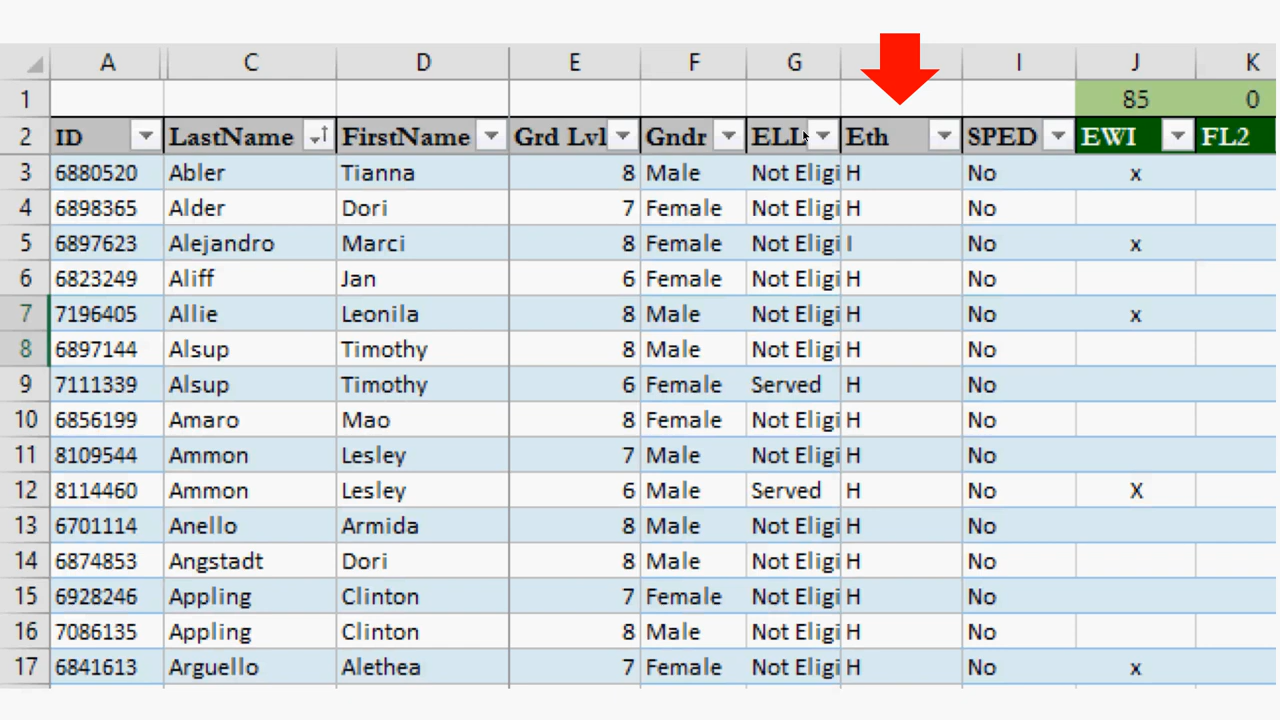 A C D E F G I J K
1 85 0
2 ID LastName FirstName Grd Lvl Gndr ELL Eth SPED EWI FL2
3 6880520 Abler Tianna 8 Male Not Eligi H No x
4 6898365 Alder Dori 7 Female Not Eligi H No
5 6897623 Alejandro Marci 8 Female Not Eligi I No x
6 6823249 Aliff Jan 6 Female Not Eligi H No
7 7196405 Allie Leonila 8 Male Not Eligi H No x
8 6897144 Alsup Timothy 8 Male Not Eligi H No
9 7111339 Alsup Timothy 6 Female Served H No
10 6856199 Amaro Mao 8 Female Not Eligi H No
11 8109544 Ammon Lesley 7 Male Not Eligi H No
12 8114460 Ammon Lesley 6 Male Served H No X
13 6701114 Anello Armida 8 Male Not Eligi H No
14 6874853 Angstadt Dori 8 Male Not Eligi H No
15 6928246 Appling Clinton 7 Female Not Eligi H No
16 7086135 Appling Clinton 8 Male Not Eligi H No
17 6841613 Arguello Alethea 7 Female Not Eligi H No x